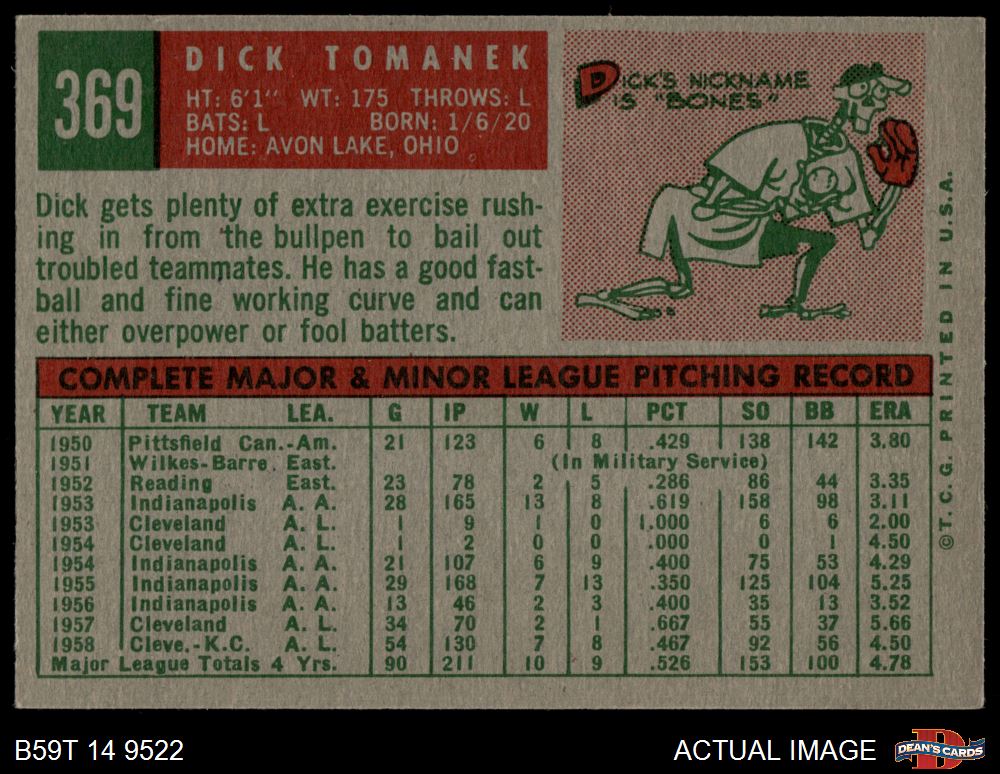 369
DICK TOMANEK
HT: 6'1" WT: 175 THROWS: L
BATS: L BORN: 1/6/20
HOME: AVON LAKE, OHIO
DICK'S NICKNAME
IS "BONES"
Dick gets plenty of extra exercise rush-
ing in from the bullpen to bail out
troubled teammates. He has a good fast-
ball and fine working curve and can
either overpower or fool batters.
COMPLETE MAJOR & MINOR LEAGUE PITCHING RECORD
YEAR TEAM LEA. G IP W L PCT SO BB ERA
1950 Pittsfield Can.-Am. 21 123 6 8 .429 138 142 3.80
1951 Wilkes-Barre East. (In Military Service)
1952 Reading East. 23 78 2 5 .286 86 44 3.35
1953 Indianapolis A. A. 28 165 13 8 .619 158 98 3.11
1953 Cleveland A. L. 1 9 1 0 1.000 6 6 2.00
1954 Cleveland A. L. 1 2 0 0 .000 0 1 4.50
1954 Indianapolis A. A. 21 107 6 9 .400 75 53 4.29
1955 Indianapolis A. A. 29 168 7 13 .350 125 104 5.25
1956 Indianapolis A. A. 13 46 2 3 .400 35 13 3.52
1957 Cleveland A. L. 34 70 2 1 .667 55 37 5.66
1958 Cleve.-K.C. A. L. 54 130 7 8 .467 92 56 4.50
Major League Totals 4 Yrs. 90 211 10 9 .526 153 100 4.78
© T. C. G. PRINTED IN U.S.A.
B59T 14 9522
ACTUAL IMAGE
DEAN'S CARDS